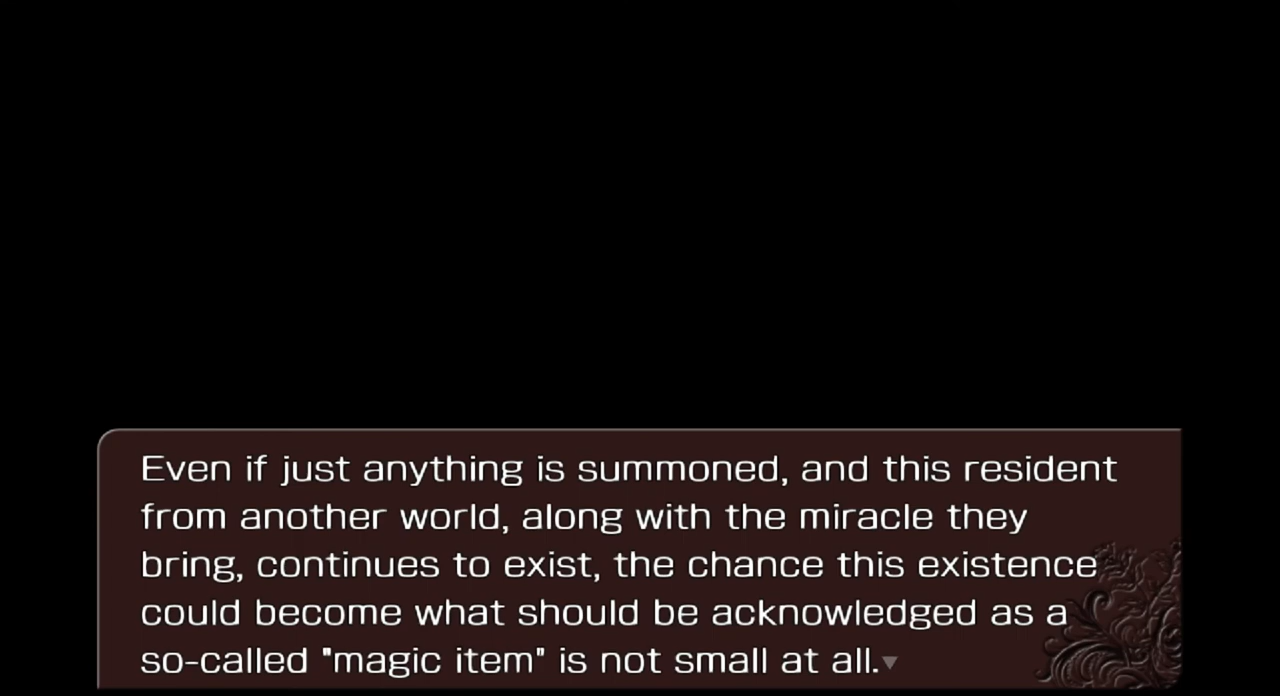 Even if just anything is summoned, and this resident
from another world, along with the miracle they
bring, continues to exist, the chance this existence
could become what should be acknowledged as a
so-called "magic item" is not small at all.